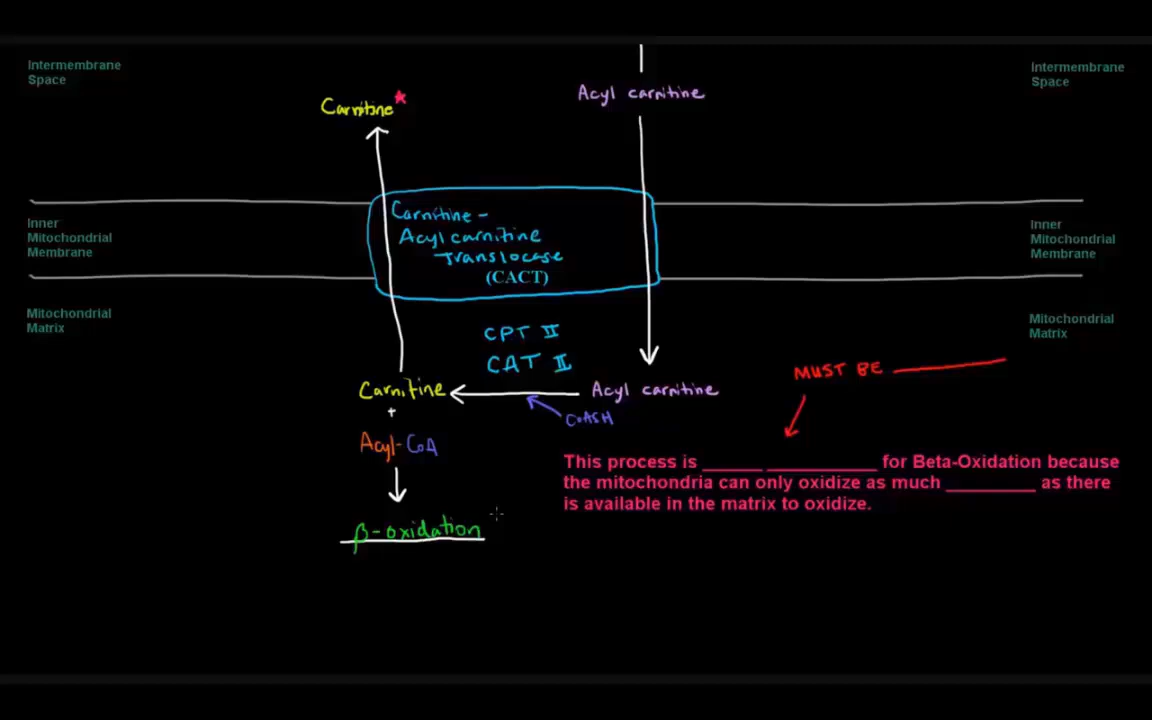 Intermembrane
Space
Intermembrane
Space
Carnitine*
Acyl carnitine
Inner
Mitochondrial
Membrane
Carnitine-
Acylcarnitine
Translocase
(CACT)
Inner
Mitochondrial
Membrane
Mitochondrial
Matrix
Mitochondrial
Matrix
CPT II
CAT II
Carnitine
+
Acyl-CoA
Acyl carnitine
CoASH
β-oxidation
MUST BE ________
This process is ______ ___________ for Beta-Oxidation because
the mitochondria can only oxidize as much _________ as there
is available in the matrix to oxidize.